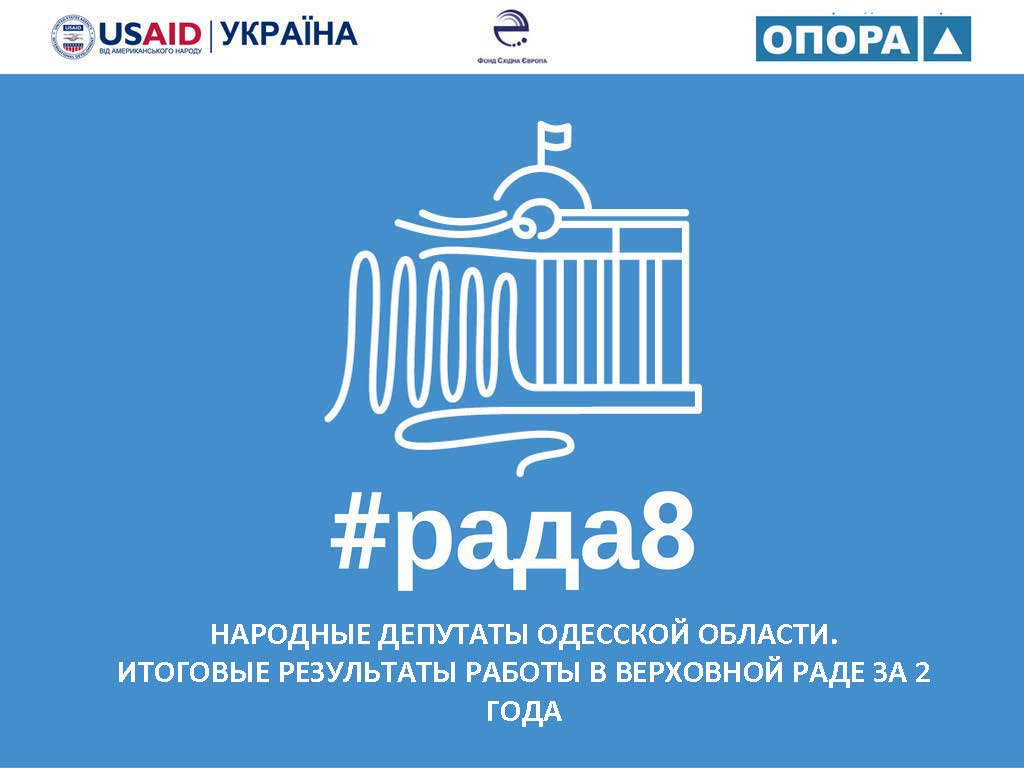 USAID
ВІД АМЕРИКАНСЬКОГО НАРОДУ
УКРАЇНА
Фонд Східна Європа
ОПОРА
#рада8
НАРОДНЫЕ ДЕПУТАТЫ ОДЕССКОЙ ОБЛАСТИ.
ИТОГОВЫЕ РЕЗУЛЬТАТЫ РАБОТЫ В ВЕРХОВНОЙ РАДЕ ЗА 2
ГОДА